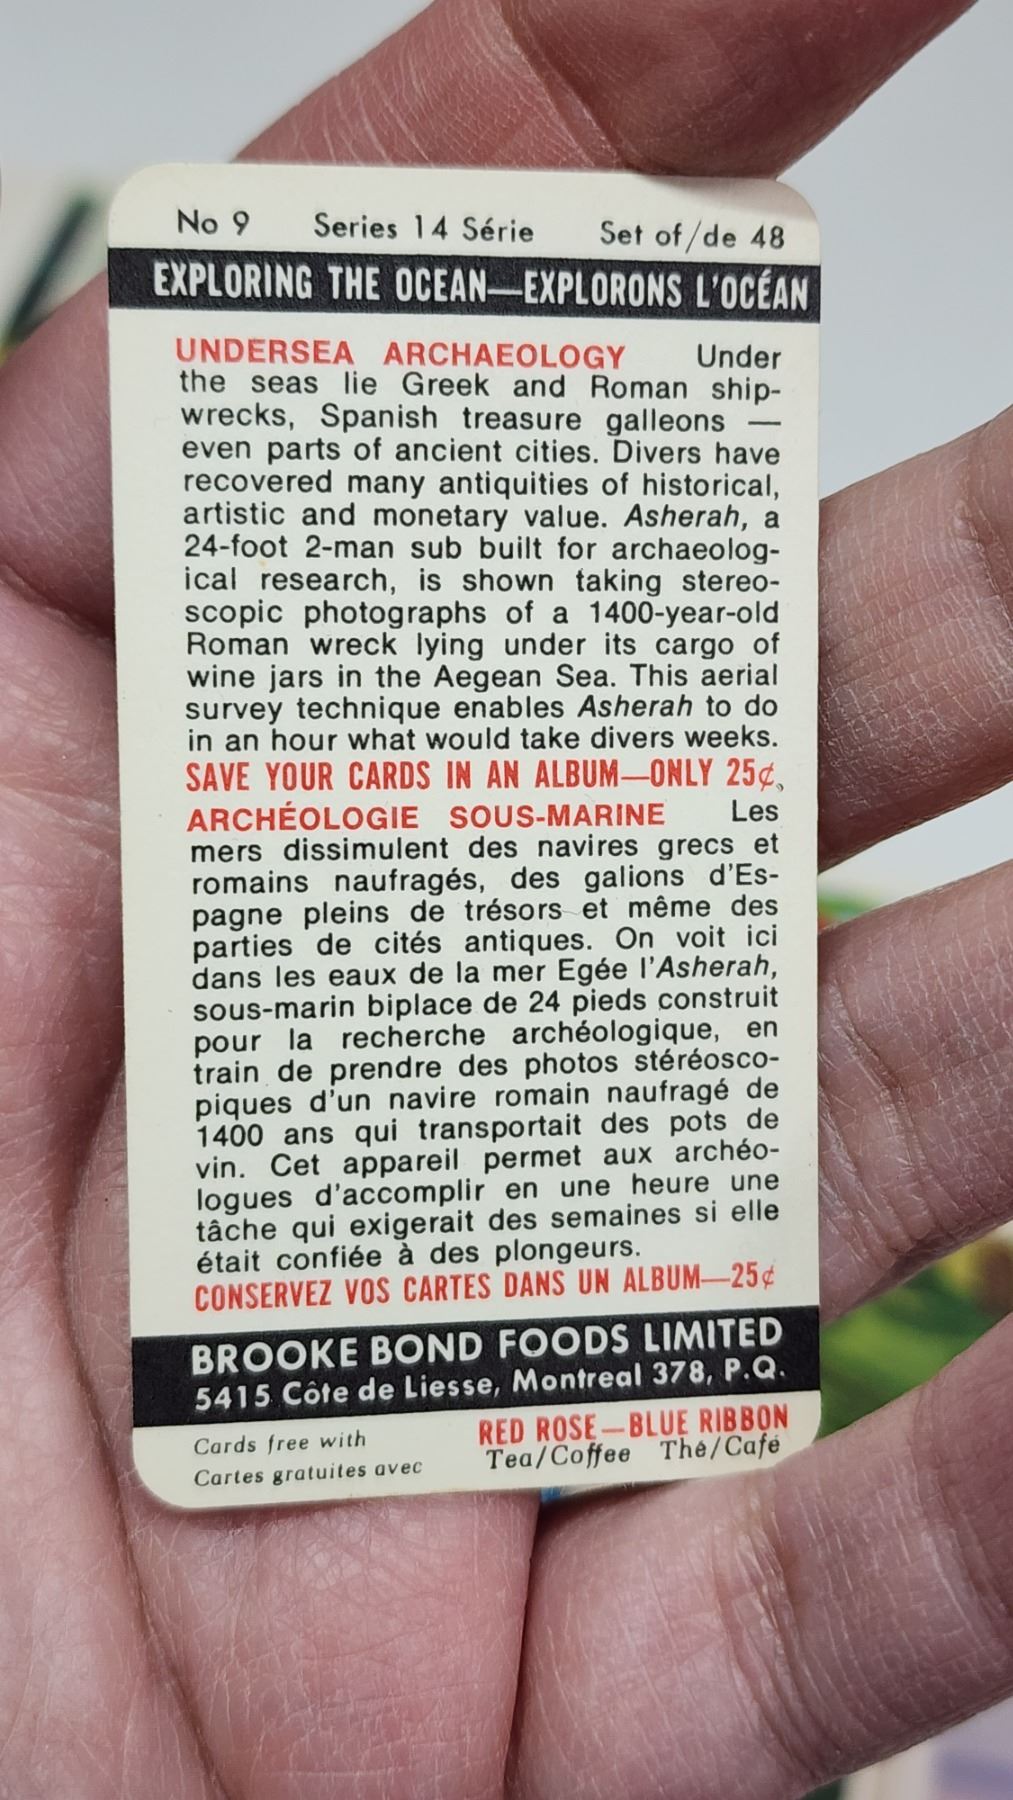 No 9 Series 14 Série Set of/de 48
EXPLORING THE OCEAN—EXPLORONS L'OCÉAN
UNDERSEA ARCHAEOLOGY Under
the seas lie Greek and Roman ship-
wrecks, Spanish treasure galleons —
even parts of ancient cities. Divers have
recovered many antiquities of historical,
artistic and monetary value. Asherah, a
24-foot 2-man sub built for archaeolog-
ical research, is shown taking stereo-
scopic photographs of a 1400-year-old
Roman wreck lying under its cargo of
wine jars in the Aegean Sea. This aerial
survey technique enables Asherah to do
in an hour what would take divers weeks.
SAVE YOUR CARDS IN AN ALBUM—ONLY 25¢.
ARCHÉOLOGIE SOUS-MARINE Les
mers dissimulent des navires grecs et
romains naufragés, des galions d'Es-
pagne pleins de trésors et même des
parties de cités antiques. On voit ici
dans les eaux de la mer Egée l'Asherah,
sous-marin biplace de 24 pieds construit
pour la recherche archéologique, en
train de prendre des photos stéréosco-
piques d'un navire romain naufragé de
1400 ans qui transportait des pots de
vin. Cet appareil permet aux archéo-
logues d'accomplir en une heure une
tâche qui exigerait des semaines si elle
était confiée à des plongeurs.
CONSERVEZ VOS CARTES DANS UN ALBUM—25¢
BROOKE BOND FOODS LIMITED
5415 Côte de Liesse, Montreal 378, P.Q.
Cards free with RED ROSE—BLUE RIBBON
Cartes gratuites avec Tea/Coffee Thé/Café